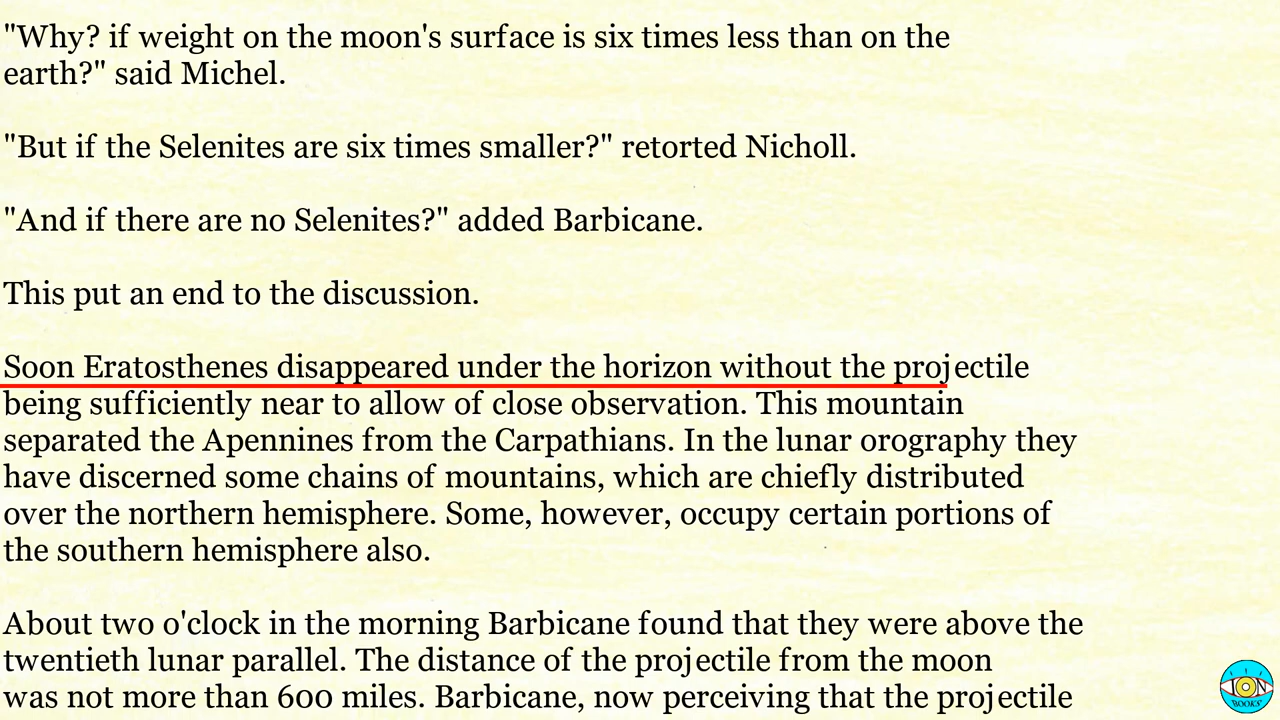 "Why? if weight on the moon's surface is six times less than on the
earth?" said Michel.
"But if the Selenites are six times smaller?" retorted Nicholl.
"And if there are no Selenites?" added Barbicane.
This put an end to the discussion.
Soon Eratosthenes disappeared under the horizon without the projectile
being sufficiently near to allow of close observation. This mountain
separated the Apennines from the Carpathians. In the lunar orography they
have discerned some chains of mountains, which are chiefly distributed
over the northern hemisphere. Some, however, occupy certain portions of
the southern hemisphere also.
About two o'clock in the morning Barbicane found that they were above the
twentieth lunar parallel. The distance of the projectile from the moon
was not more than 600 miles. Barbicane, now perceiving that the projectile
ION
BOOKS